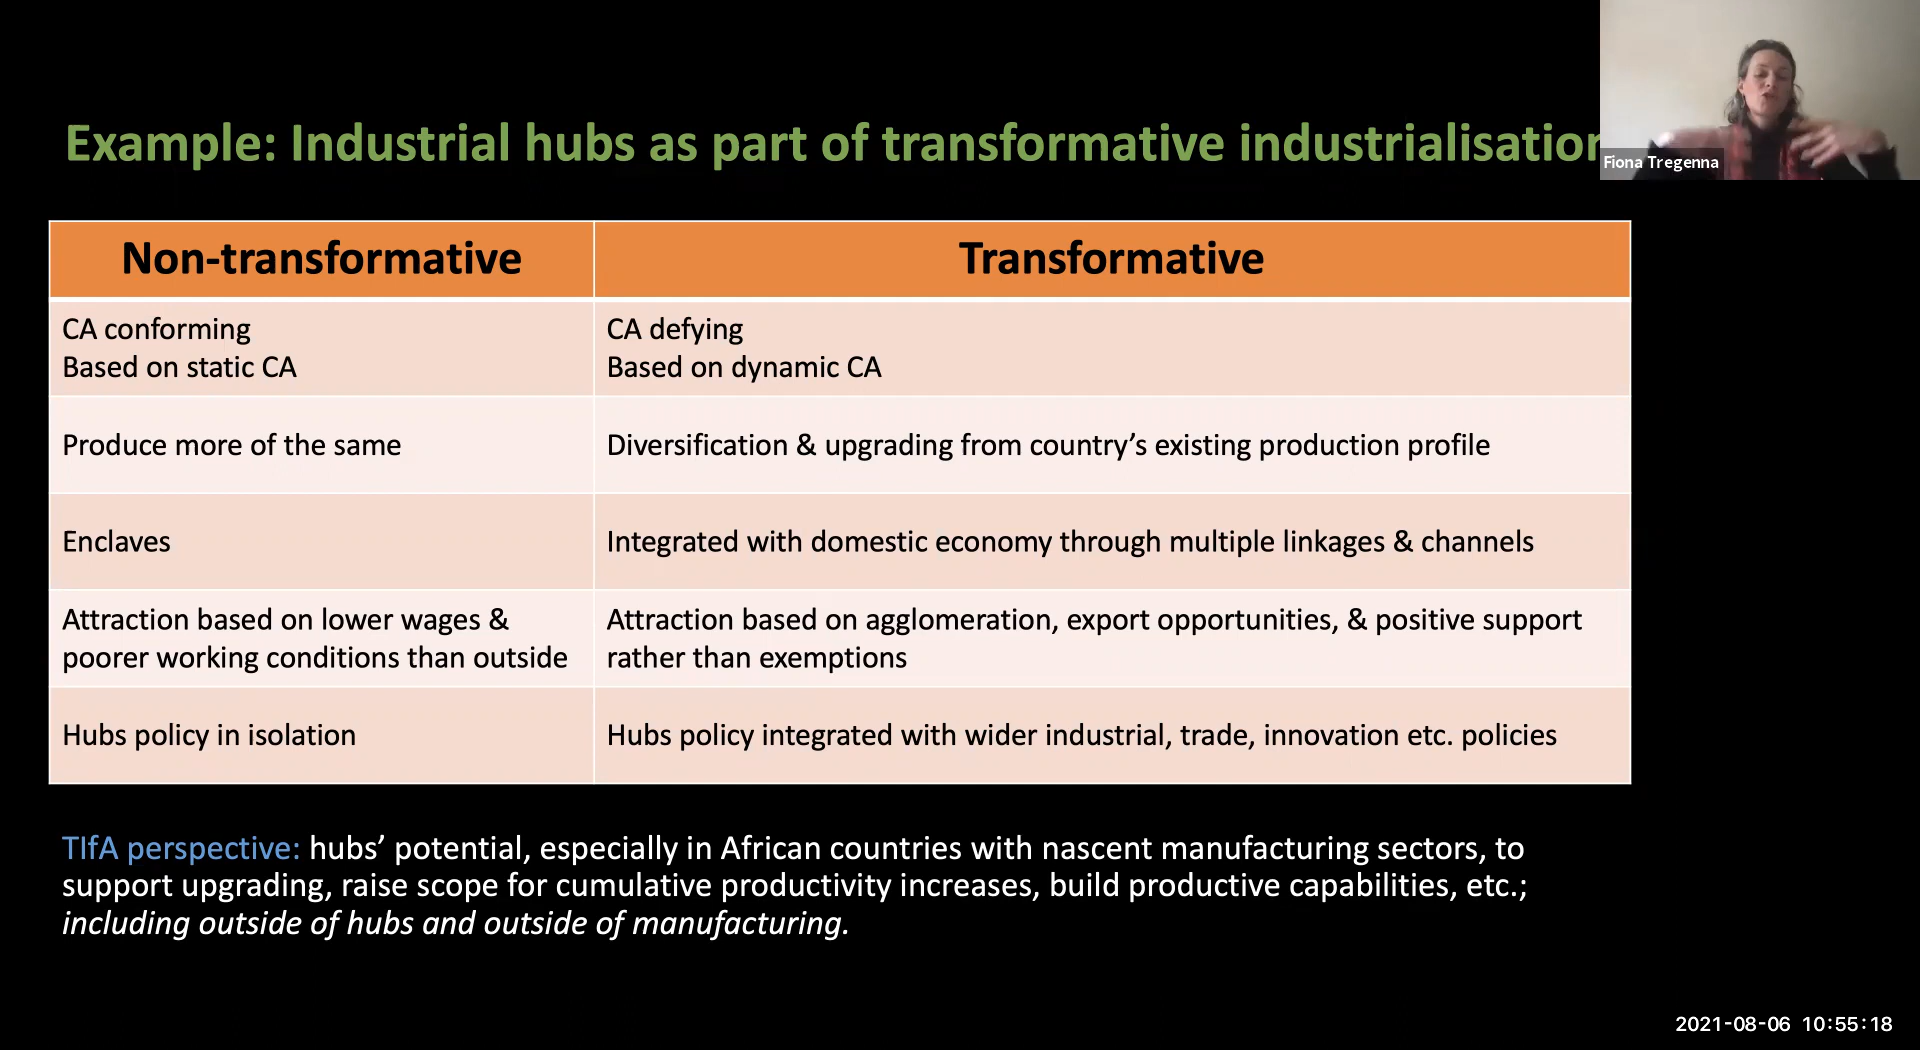 Example: Industrial hubs as part of transformative industrialisation
Fiona Tregenna
Non-transformative
Transformative
CA conforming
Based on static CA
CA defying
Based on dynamic CA
Produce more of the same
Diversification & upgrading from country’s existing production profile
Enclaves
Integrated with domestic economy through multiple linkages & channels
Attraction based on lower wages &
poorer working conditions than outside
Attraction based on agglomeration, export opportunities, & positive support
rather than exemptions
Hubs policy in isolation
Hubs policy integrated with wider industrial, trade, innovation etc. policies
TIfA perspective: hubs’ potential, especially in African countries with nascent manufacturing sectors, to
support upgrading, raise scope for cumulative productivity increases, build productive capabilities, etc.;
including outside of hubs and outside of manufacturing.
2021-08-06 10:55:18